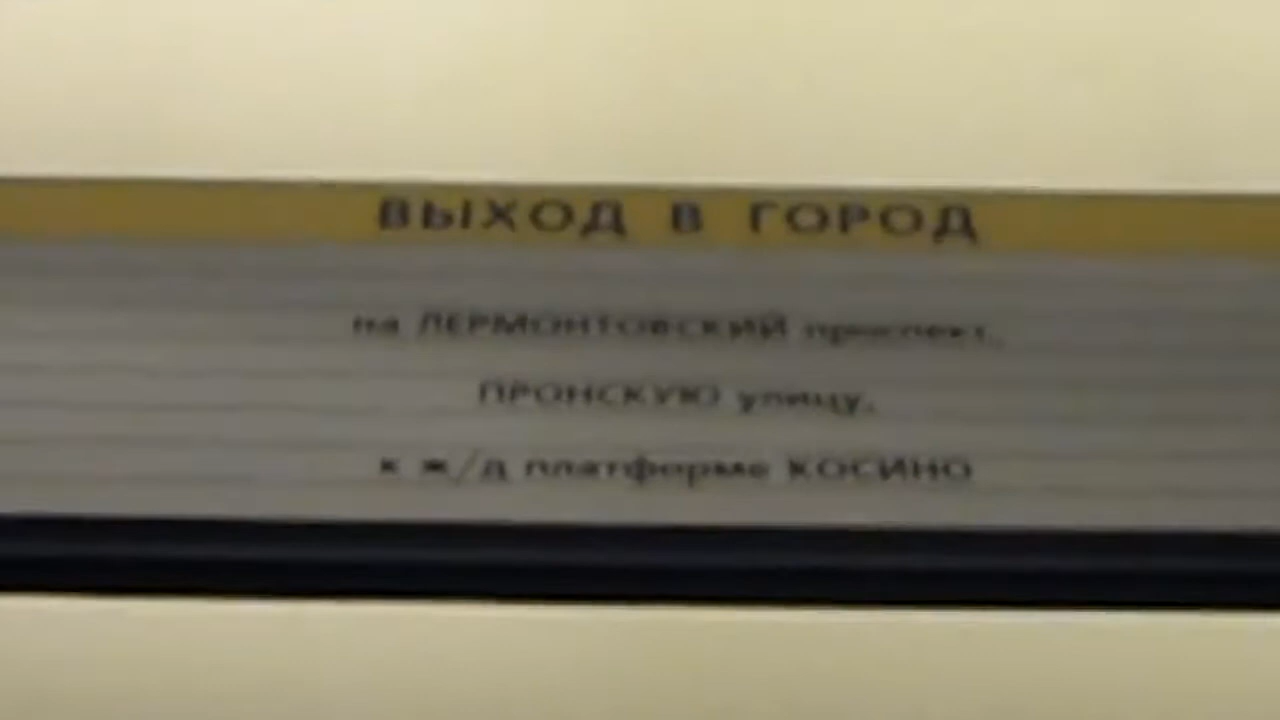 ВЫХОД В ГОРОД
на ЛЕРМОНТОВСКИЙ проспект,
ПРОНСКУЮ улицу,
к ж/д платформе КОСИНО